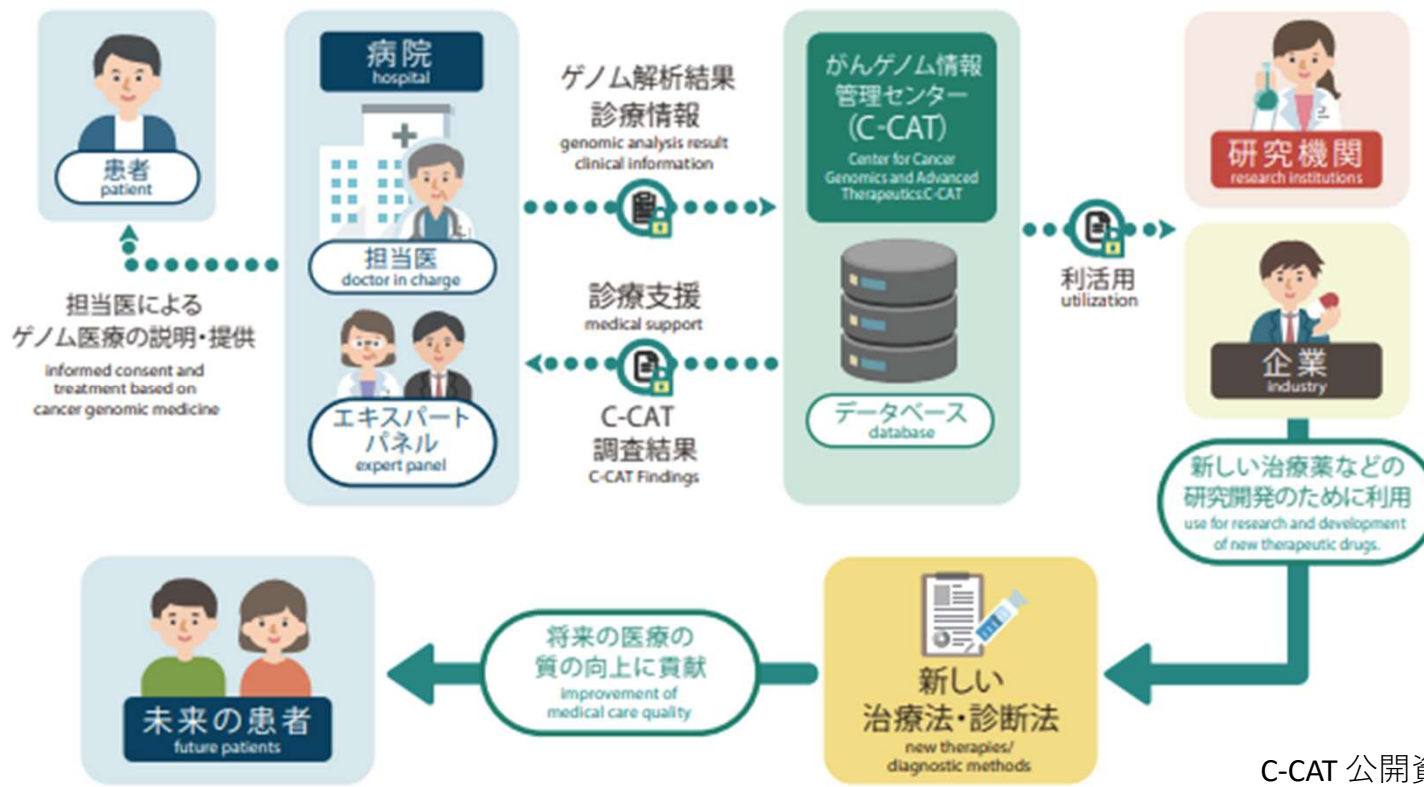 患者
patient
担当医による
ゲノム医療の説明・提供
informed consent and
treatment based on
cancer genomic medicine
病院
hospital
担当医
doctor in charge
エキスパート
パネル
expert panel
ゲノム解析結果
診療情報
genomic analysis result
clinical information
診療支援
medical support
C-CAT
調査結果
C-CAT Findings
がんゲノム情報
管理センター
(C-CAT)
Center for Cancer
Genomics and Advanced
Therapeutics:C-CAT
データベース
database
利活用
utilization
研究機関
research institutions
企業
industry
新しい治療薬などの
研究開発のために利用
use for research and development
of new therapeutic drugs.
新しい
治療法・診断法
new therapies/
diagnostic methods
将来の医療の
質の向上に貢献
improvement of
medical care quality
未来の患者
future patients
C-CAT 公開資